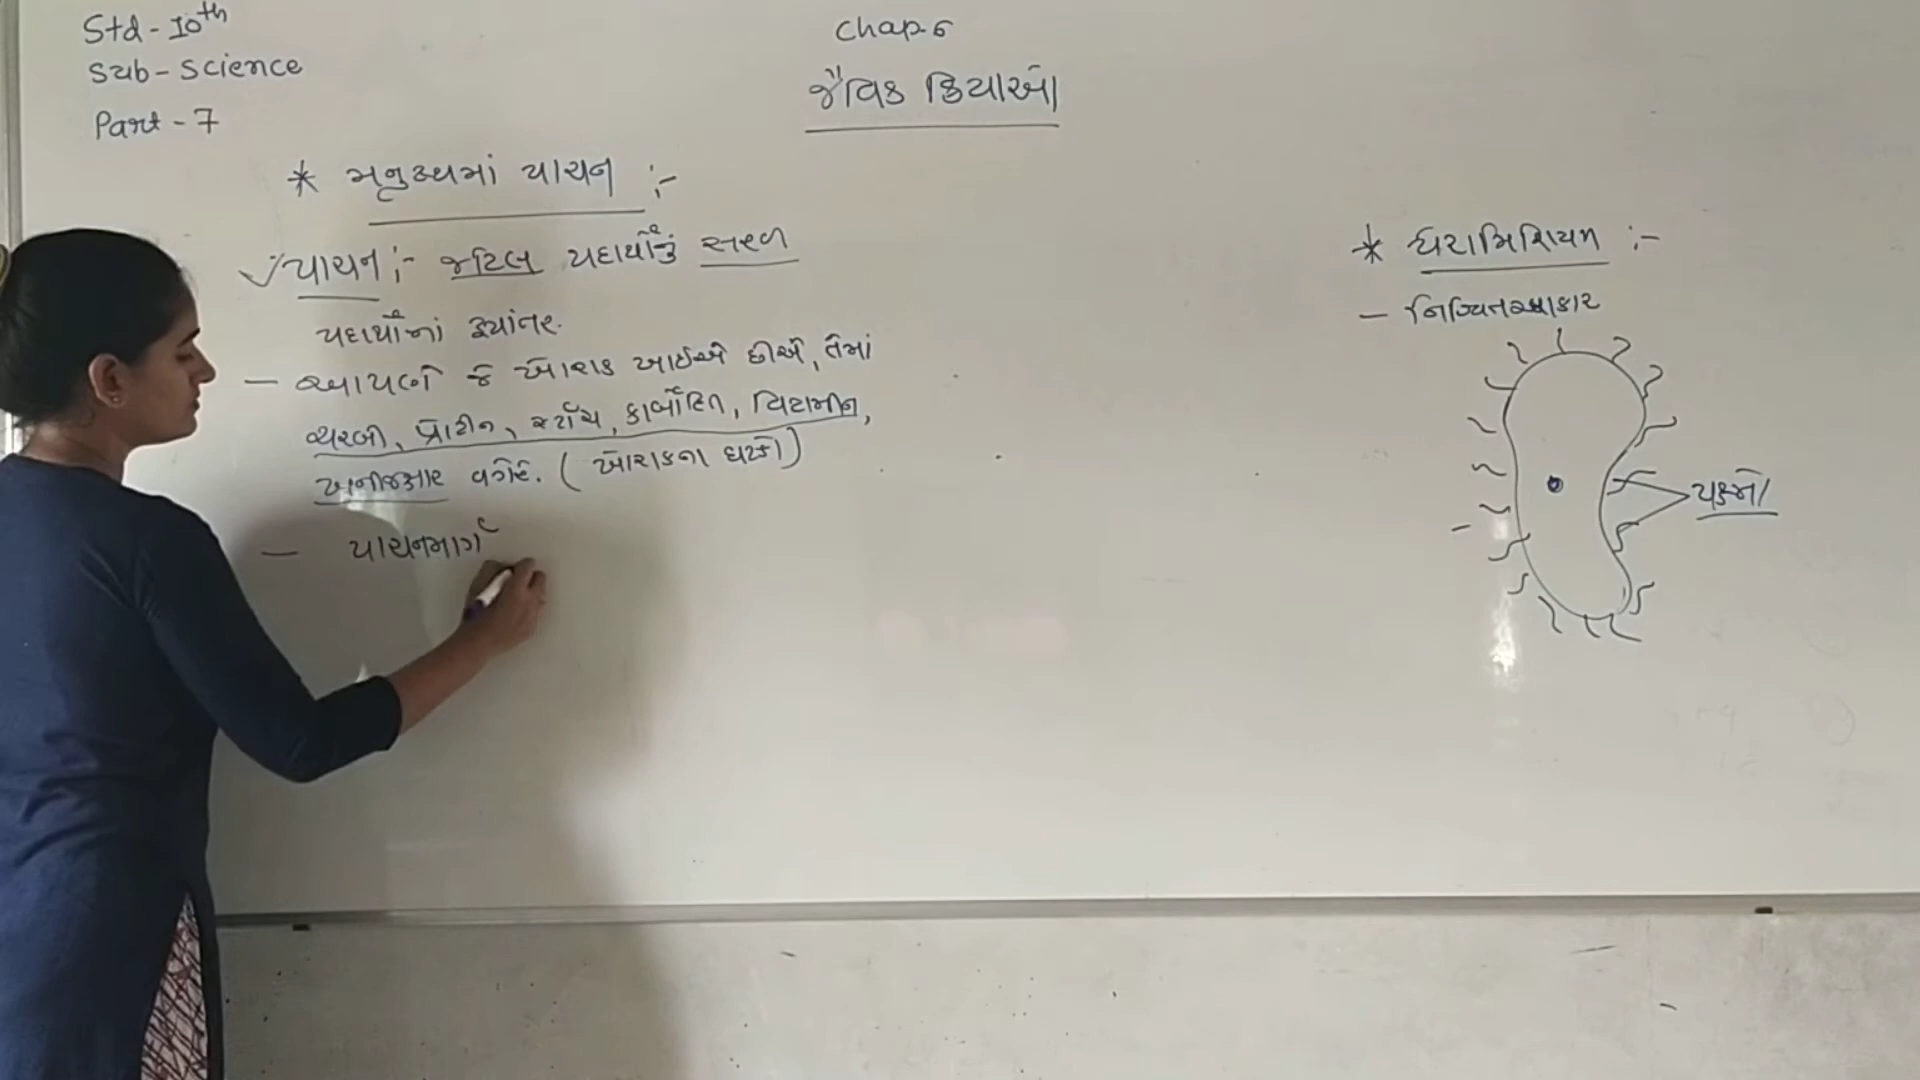 Std - 10th
Sub - Science
Part - 7
Chap-6
જૈવિક ક્રિયાઓ
* મનુષ્યમાં પાચન :-
✓ પાચન :- જટિલ પદાર્થોનું સરળ
પદાર્થોનાં રૂપાંતર.
- આપણે જે ખોરાક ખાઈએ છીએ, તેમાં
ચરબી, પ્રોટીન, સ્ટાર્ચ, કાર્બોદિત, વિટામીન,
ખનીજક્ષાર વગેરે. (ખોરાકના ઘટકો)
- પાચનમાર્ગ
* પેરામિશિયમ :-
- નિશ્ચિત આકાર
પક્ષ્મો